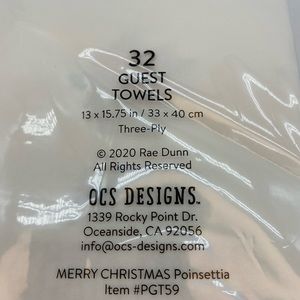 32
GUEST
TOWELS
13 x 15.75 in / 33 x 40 cm
Three-Ply
© 2020 Rae Dunn
All Rights Reserved
OCS DESIGNS™
1339 Rocky Point Dr.
Oceanside, CA 92056
info@ocs-designs.com
MERRY CHRISTMAS Poinsettia
Item #PGT59